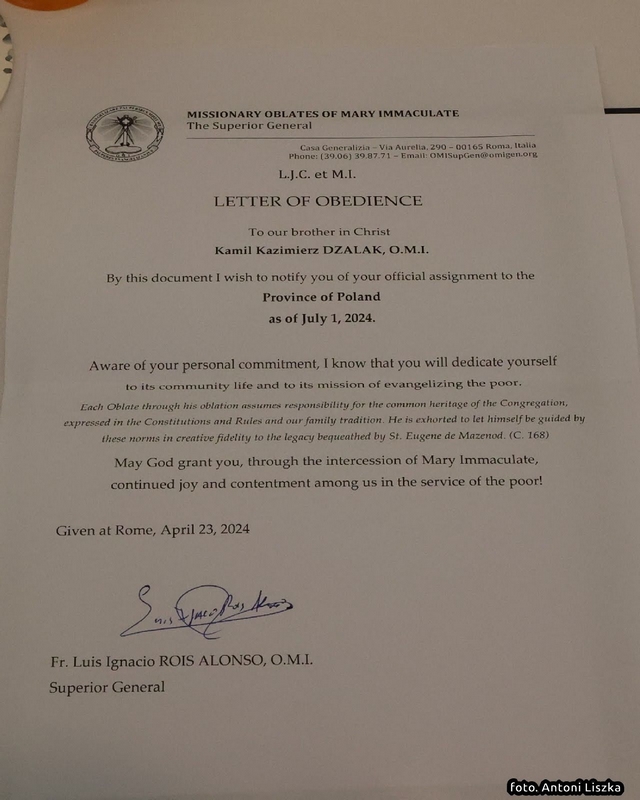 MISSIONARY OBLATES OF MARY IMMACULATE
The Superior General
Casa Generalizia – Via Aurelia, 290 – 00165 Roma, Italia
Phone: (39.06) 39.87.71 – Email: OMISupGen@omigen.org
L.J.C. et M.I.
LETTER OF OBEDIENCE
To our brother in Christ
Kamil Kazimierz DZALAK, O.M.I.
By this document I wish to notify you of your official assignment to the
Province of Poland
as of July 1, 2024.
Aware of your personal commitment, I know that you will dedicate yourself
to its community life and to its mission of evangelizing the poor.
Each Oblate through his oblation assumes responsibility for the common heritage of the Congregation,
expressed in the Constitutions and Rules and our family tradition. He is exhorted to let himself be guided by
these norms in creative fidelity to the legacy bequeathed by St. Eugene de Mazenod. (C. 168)
May God grant you, through the intercession of Mary Immaculate,
continued joy and contentment among us in the service of the poor!
Given at Rome, April 23, 2024
Fr. Luis Ignacio ROIS ALONSO, O.M.I.
Superior General
foto. Antoni Liszka